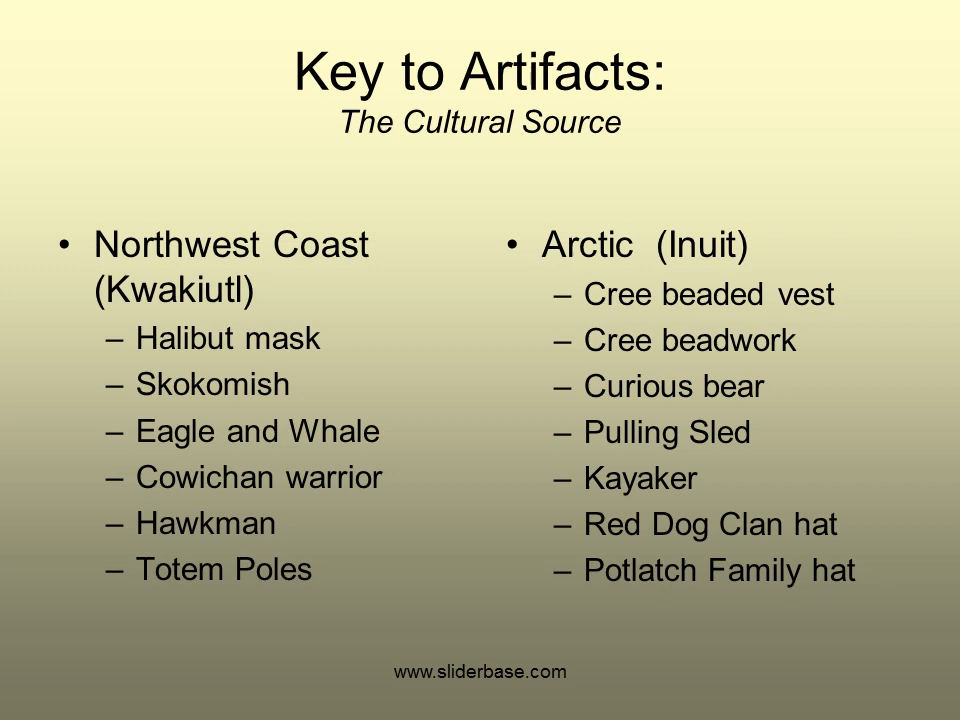 Key to Artifacts:
The Cultural Source
• Northwest Coast
(Kwakiutl)
– Halibut mask
– Skokomish
– Eagle and Whale
– Cowichan warrior
– Hawkman
– Totem Poles
• Arctic  (Inuit)
– Cree beaded vest
– Cree beadwork
– Curious bear
– Pulling Sled
– Kayaker
– Red Dog Clan hat
– Potlatch Family hat
www.sliderbase.com